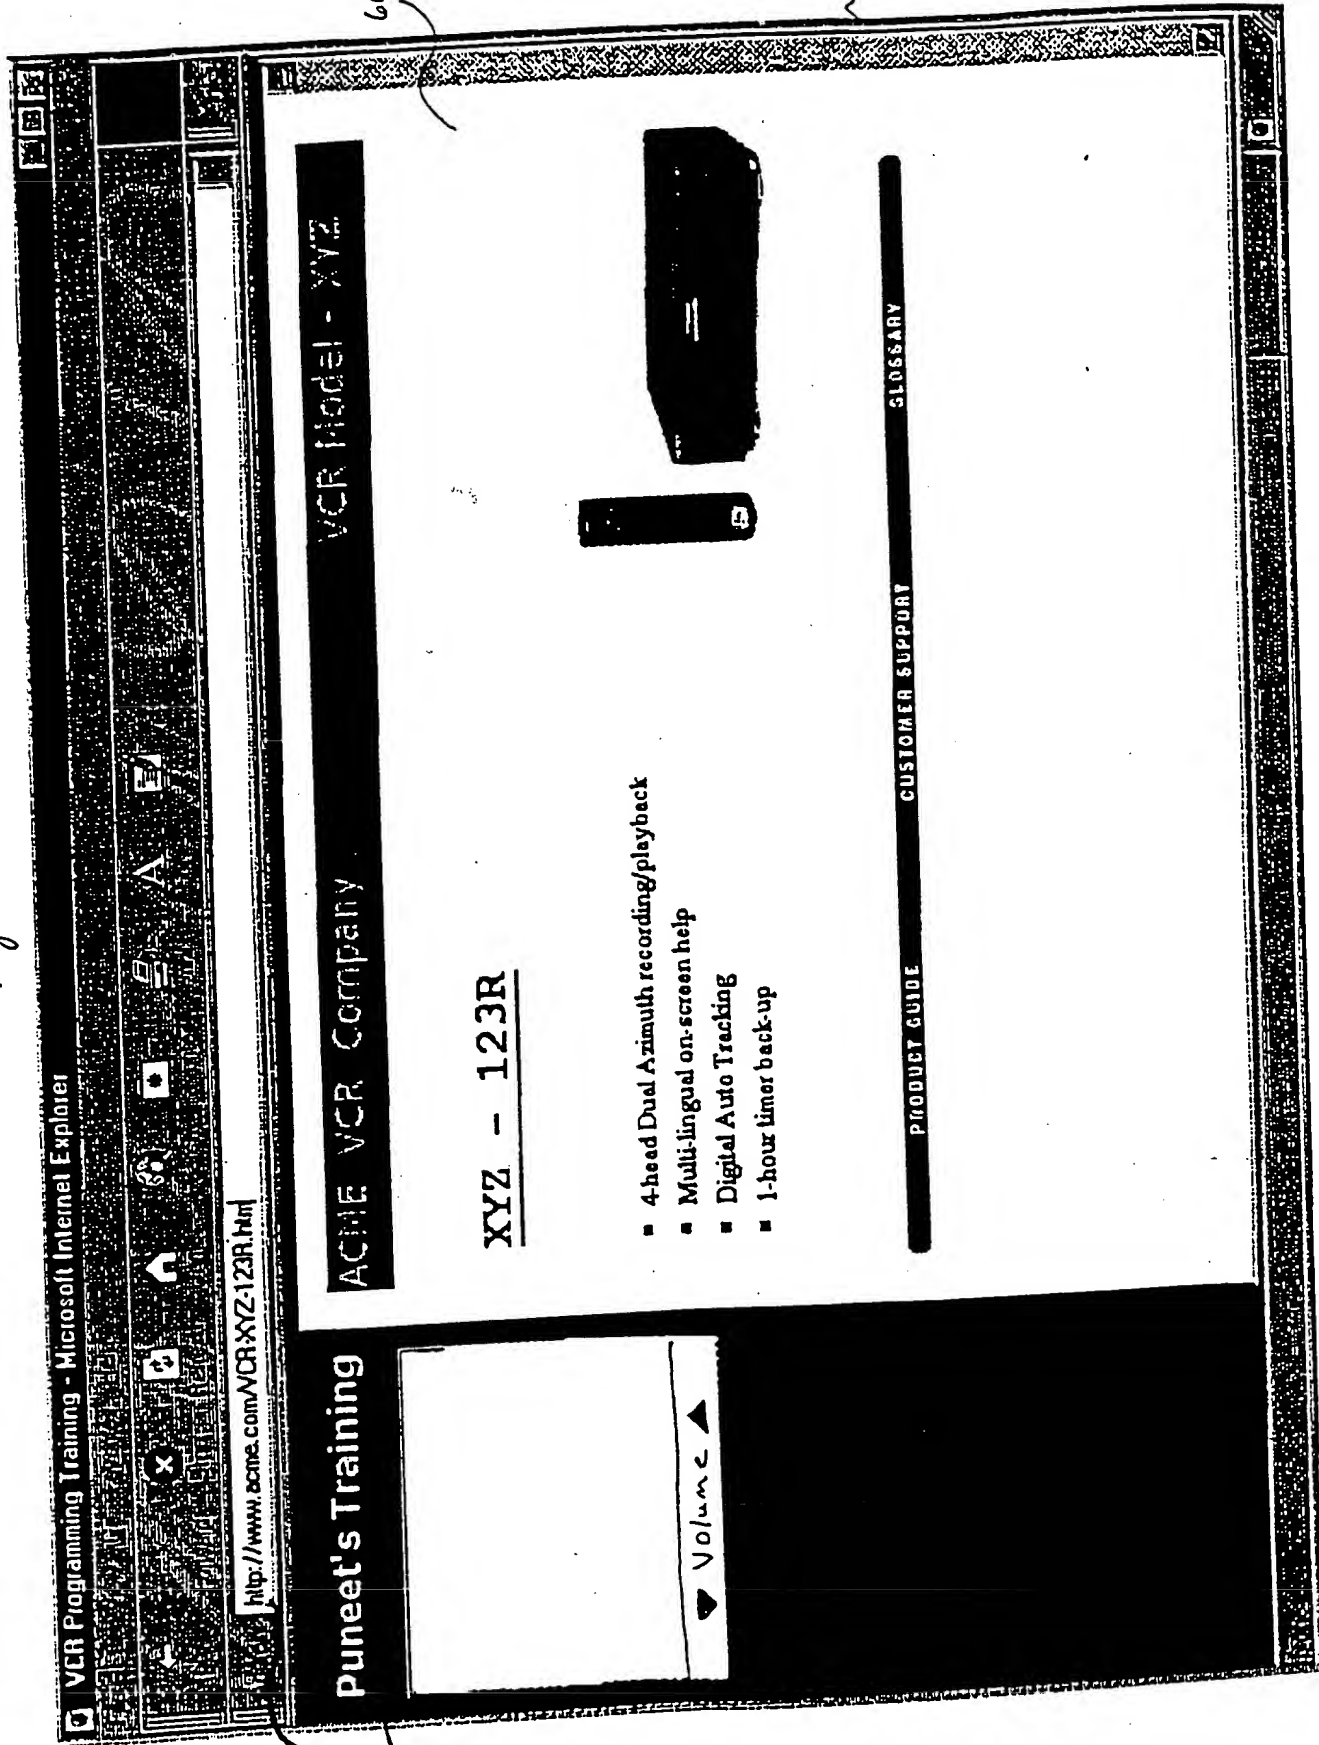 VCR Programming Training - Microsoft Internet Explorer
http://www.acme.com/VCR-XYZ-123R.htm
Puneet's Training
Volume
ACME VCR Company VCR Model - XYZ
XYZ - 123R
4-head Dual Azimuth recording/playback
Multi-lingual on-screen help
Digital Auto Tracking
1-hour timer back-up
PRODUCT GUIDE CUSTOMER SUPPORT GLOSSARY